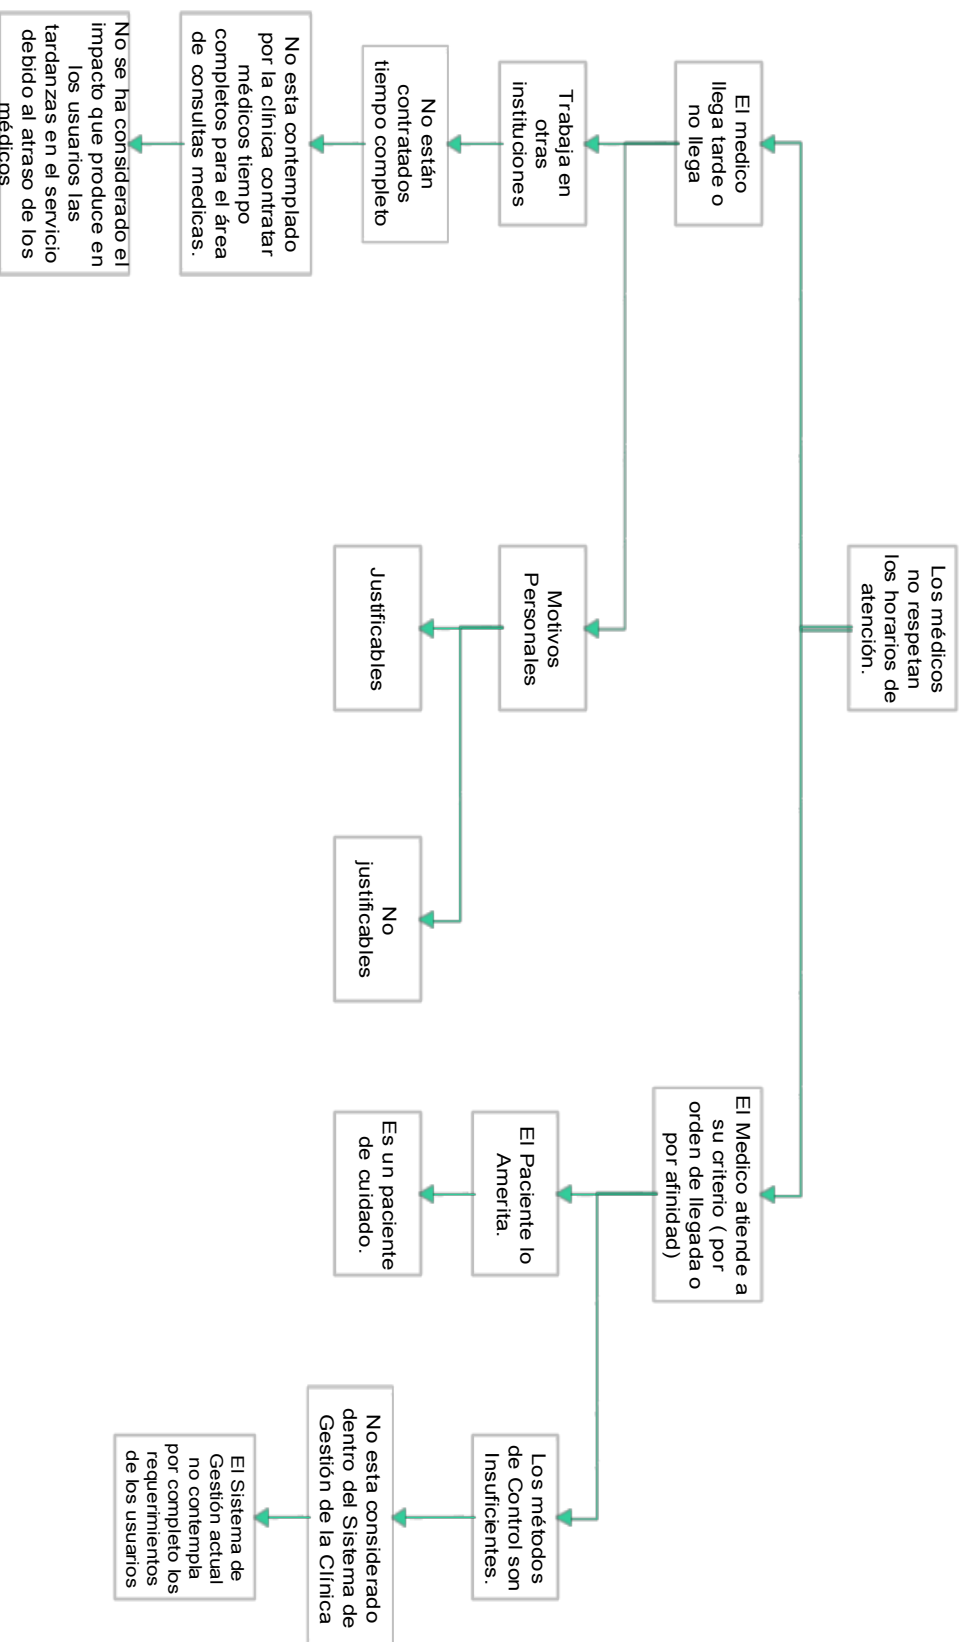 Los médicos
no respetan
los horarios de
atención.
El medico
llega tarde o
no llega
El Medico atiende a
su criterio ( por
orden de llegada o
por afinidad)
Trabaja en
otras
instituciones
Motivos
Personales
El Paciente lo
Amerita.
Los métodos
de Control son
Insuficientes.
No están
contratados
tiempo completo
Justificables
No
justificables
Es un paciente
de cuidado.
No esta considerado
dentro del Sistema de
Gestión de la Clínica
No esta contemplado
por la clínica contratar
médicos tiempo
completos para el área
de consultas medicas.
El Sistema de
Gestión actual
no contempla
por completo los
requerimientos
de los usuarios
No se ha considerado el
impacto que produce en
los usuarios las
tardanzas en el servicio
debido al atraso de los
médicos